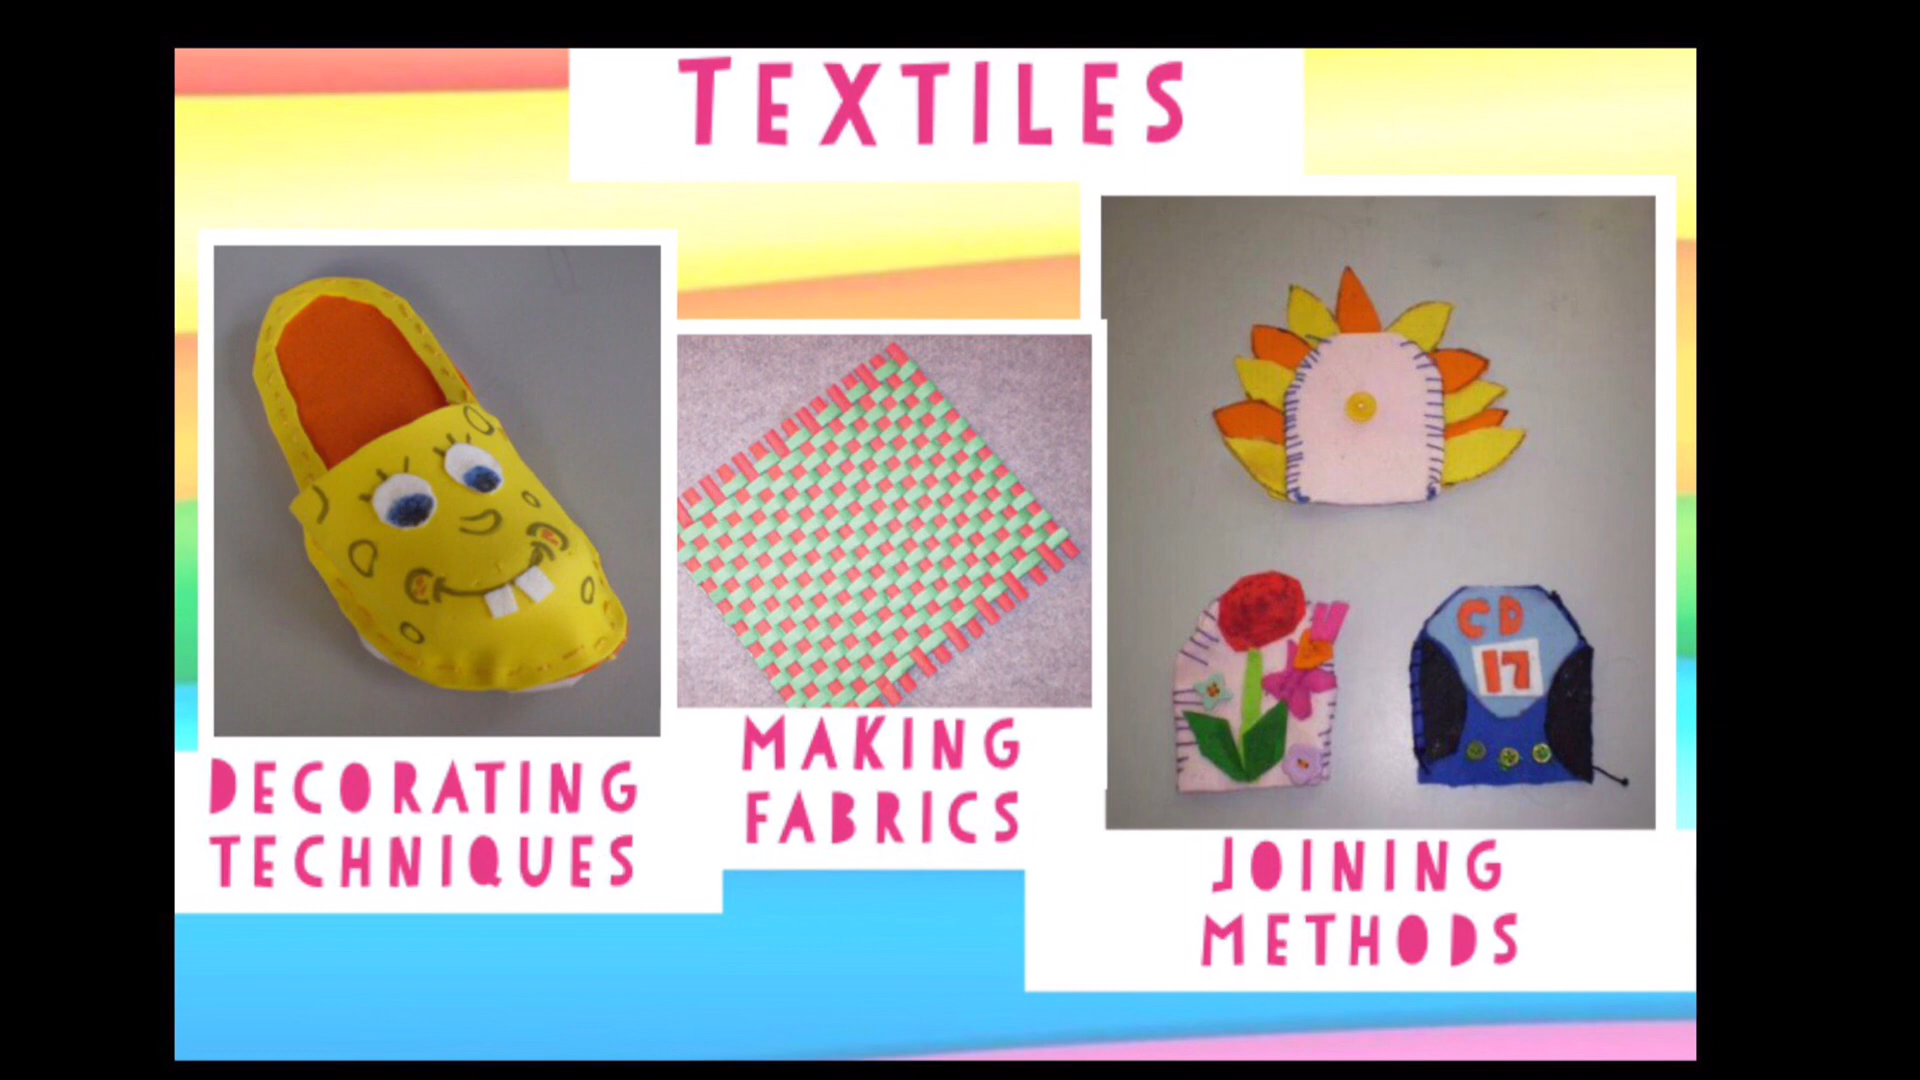 TEXTILES
DECORATING
TECHNIQUES
MAKING
FABRICS
CD
17
JOINING
METHODS